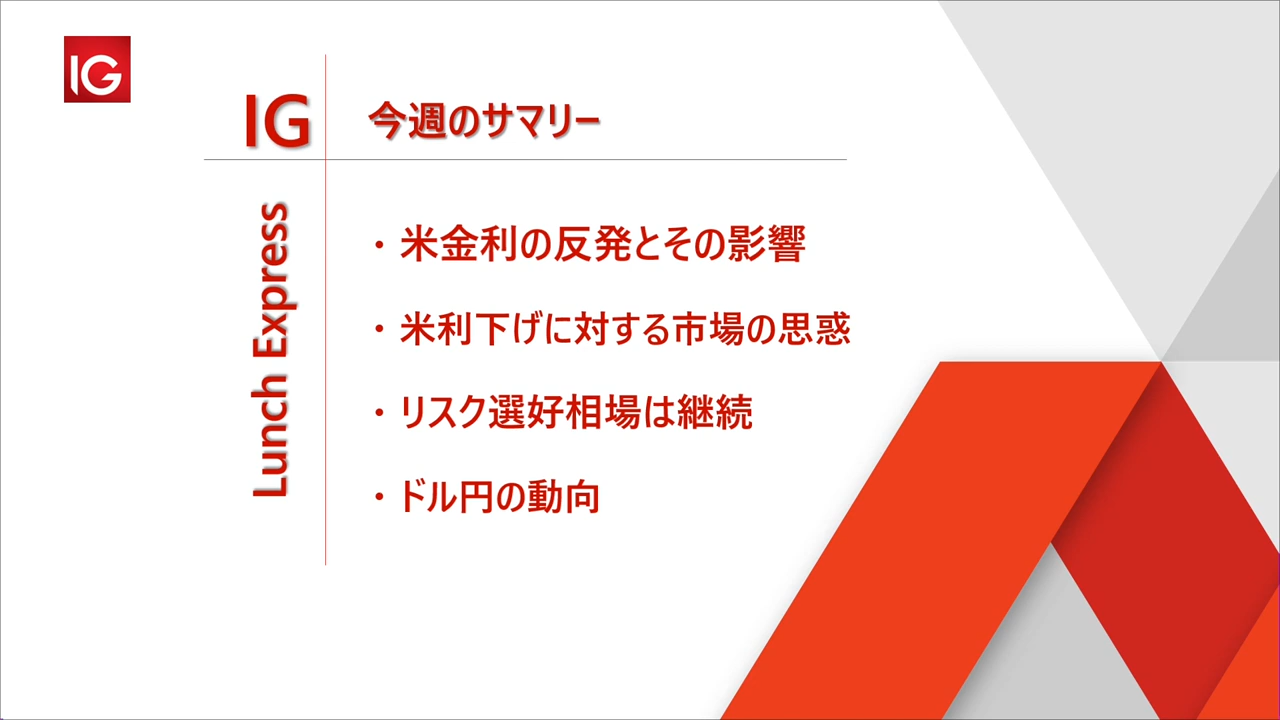 IG
IG
今週のサマリー
Lunch Express
・米金利の反発とその影響
・米利下げに対する市場の思惑
・リスク選好相場は継続
・ドル円の動向